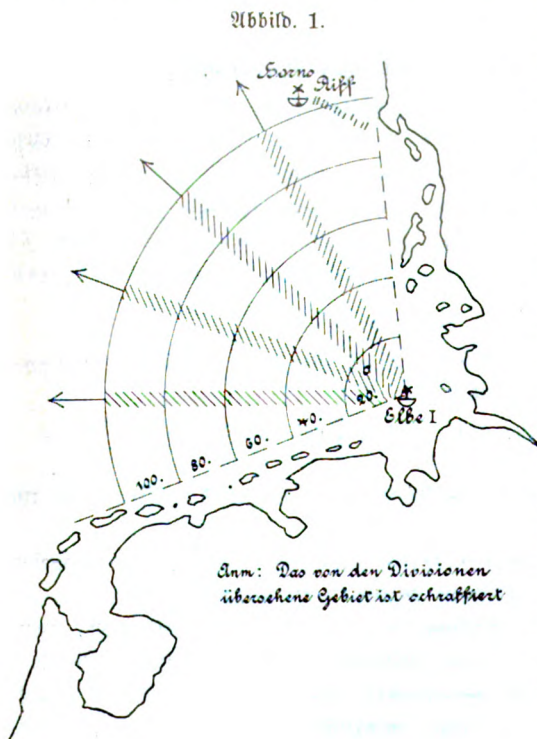 Abbild. 1.
Horns
Riff
Elbe I
20.
40.
60.
80.
100.
Anm: Das von den Divisionen
übersehene Gebiet ist schraffiert